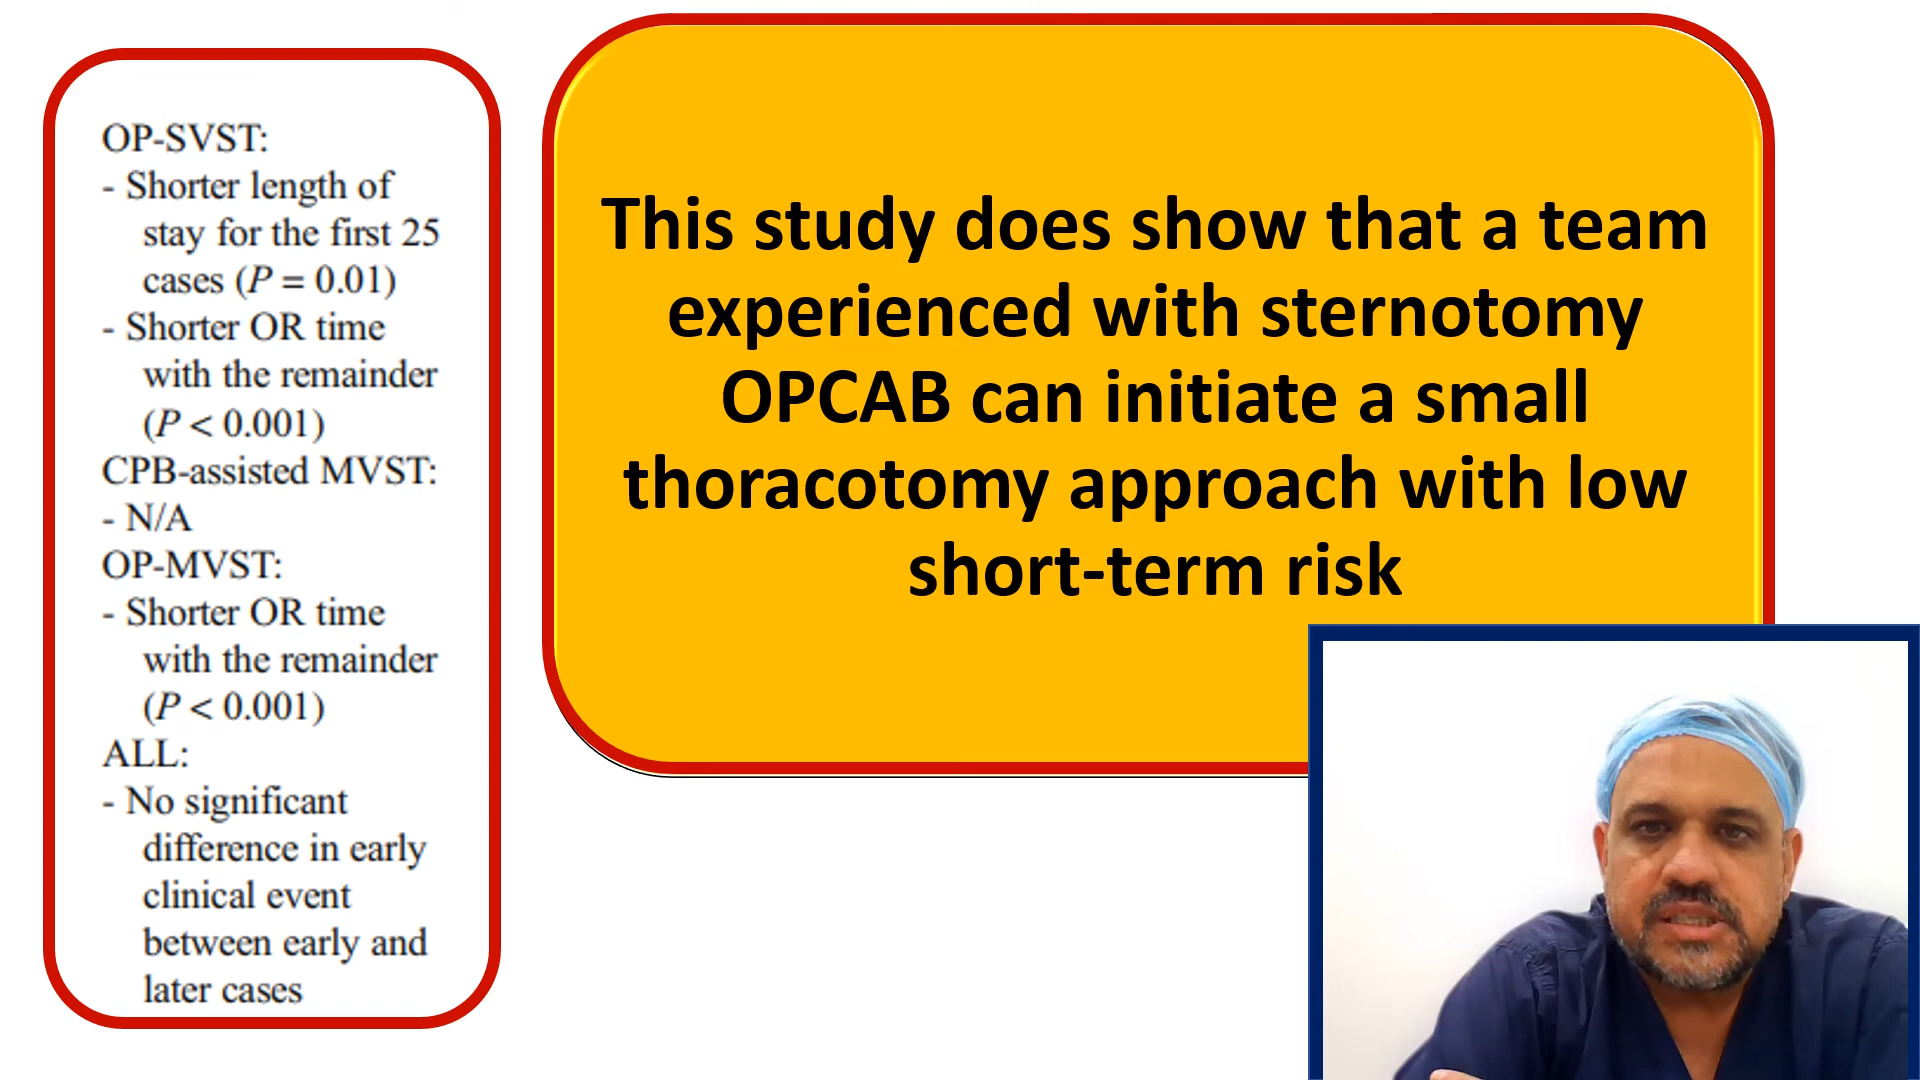 OP-SVST:
- Shorter length of
stay for the first 25
cases (P = 0.01)
- Shorter OR time
with the remainder
(P < 0.001)
CPB-assisted MVST:
- N/A
OP-MVST:
- Shorter OR time
with the remainder
(P < 0.001)
ALL:
- No significant
difference in early
clinical event
between early and
later cases
This study does show that a team
experienced with sternotomy
OPCAB can initiate a small
thoracotomy approach with low
short-term risk